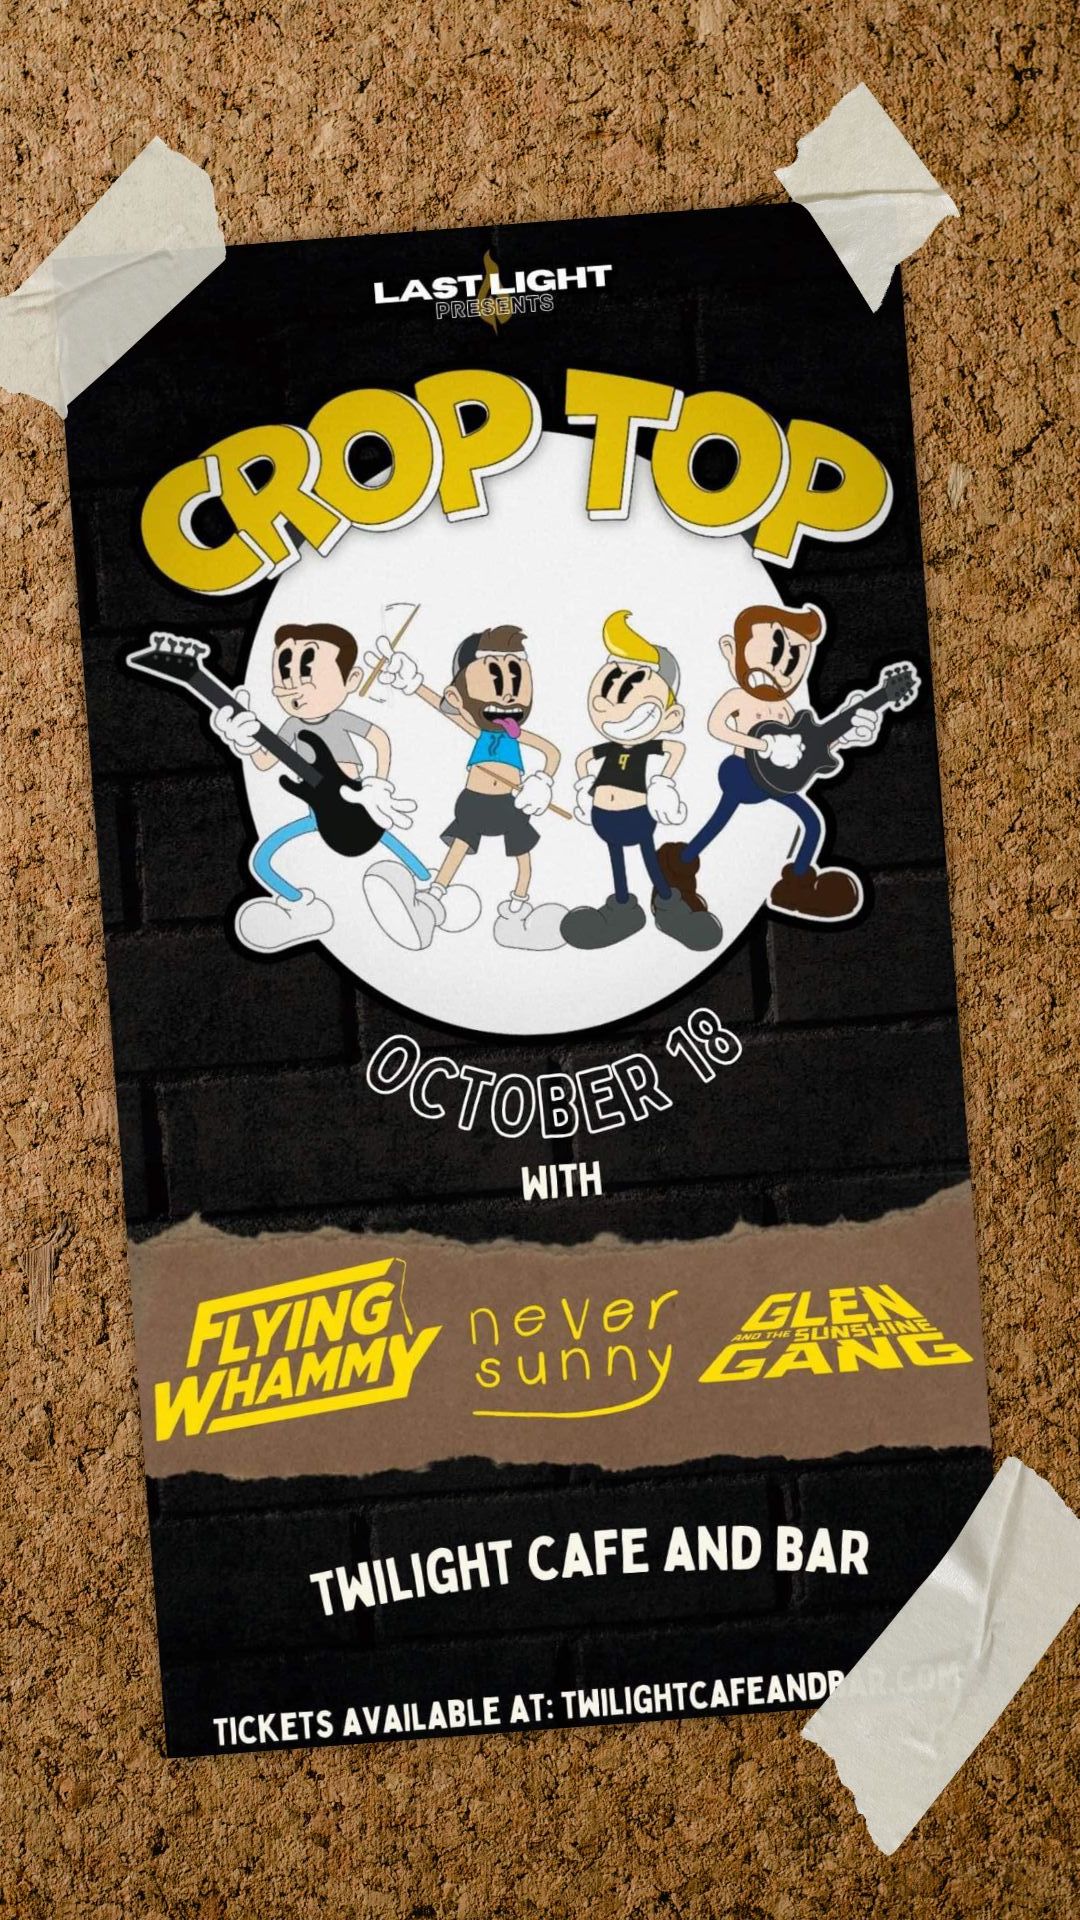 LAST LIGHT
PRESENTS
CROP TOP
OCTOBER 18
WITH
FLYING
WHAMMY
never
sunny
GLEN
AND THE SUNSHINE
GANG
TWILIGHT CAFE AND BAR
TICKETS AVAILABLE AT: TWILIGHTCAFEANDBAR.COM